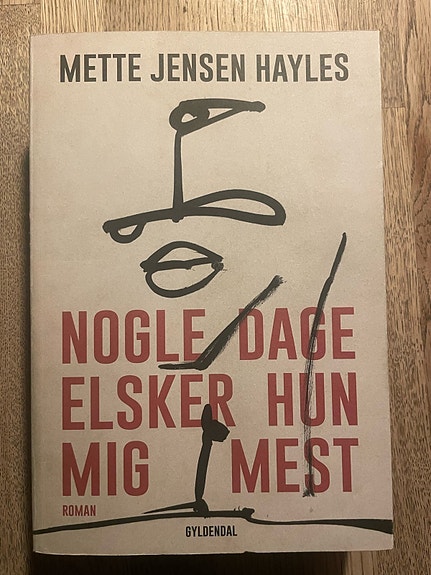 METTE JENSEN HAYLES
NOGLE DAGE
ELSKER HUN
MIG MEST
ROMAN
GYLDENDAL